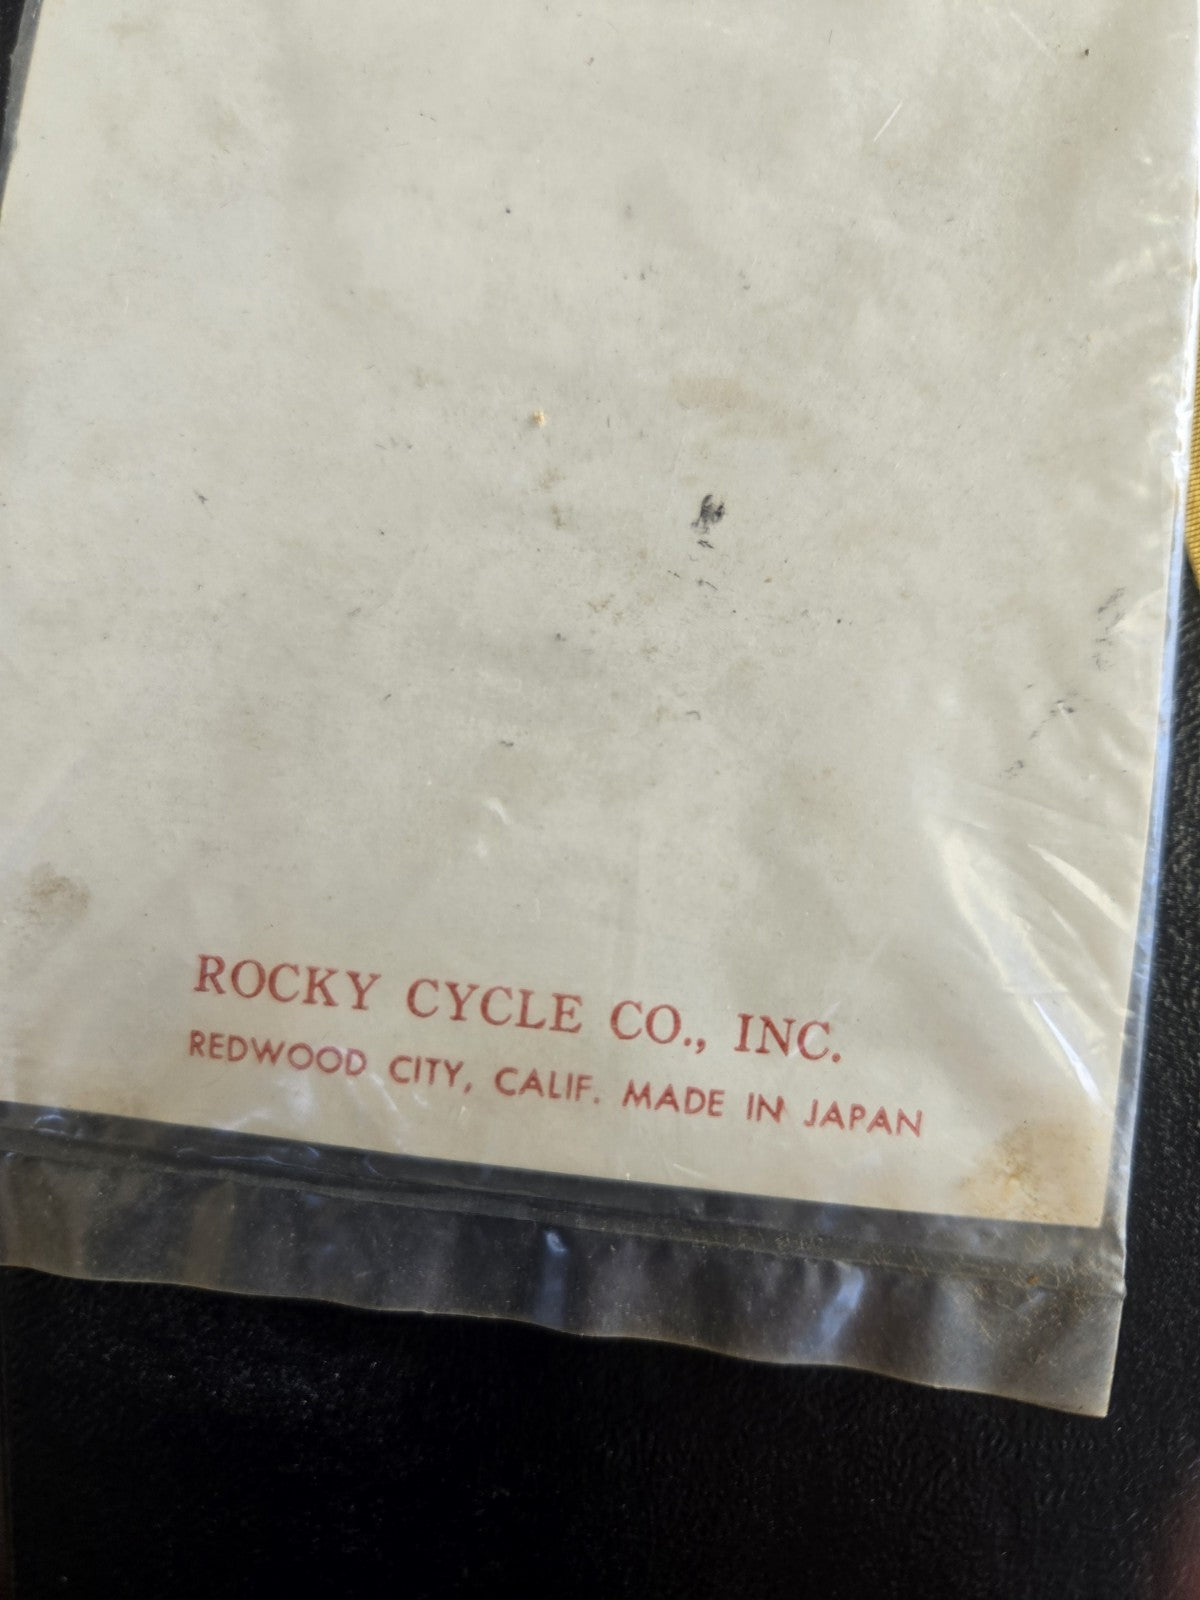 ROCKY CYCLE CO., INC.
REDWOOD CITY, CALIF. MADE IN JAPAN